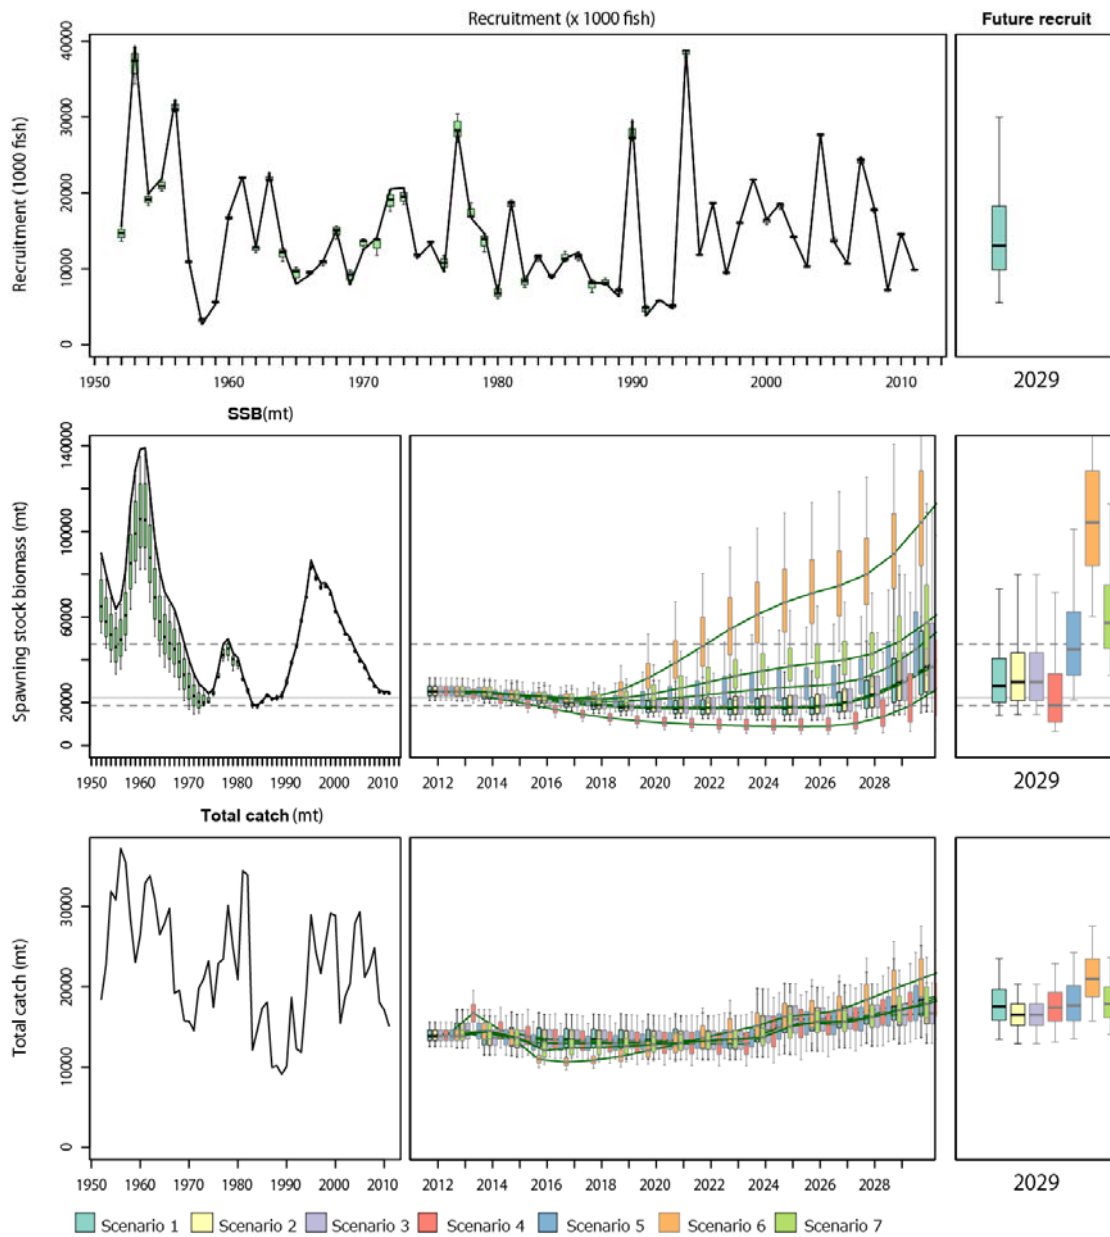 Recruitment (x 1000 fish)
Future recruit
Recruitment (1000 fish)
0 10000 20000 30000 40000
1950 1960 1970 1980 1990 2000 2010
2029
SSB(mt)
Spawning stock biomass (mt)
0 20000 60000 100000 140000
1950 1960 1970 1980 1990 2000 2010
2012 2014 2016 2018 2020 2022 2024 2026 2028
2029
Total catch (mt)
Total catch (mt)
0 10000 20000 30000
1950 1960 1970 1980 1990 2000 2010
2012 2014 2016 2018 2020 2022 2024 2026 2028
2029
Scenario 1 Scenario 2 Scenario 3 Scenario 4 Scenario 5 Scenario 6 Scenario 7